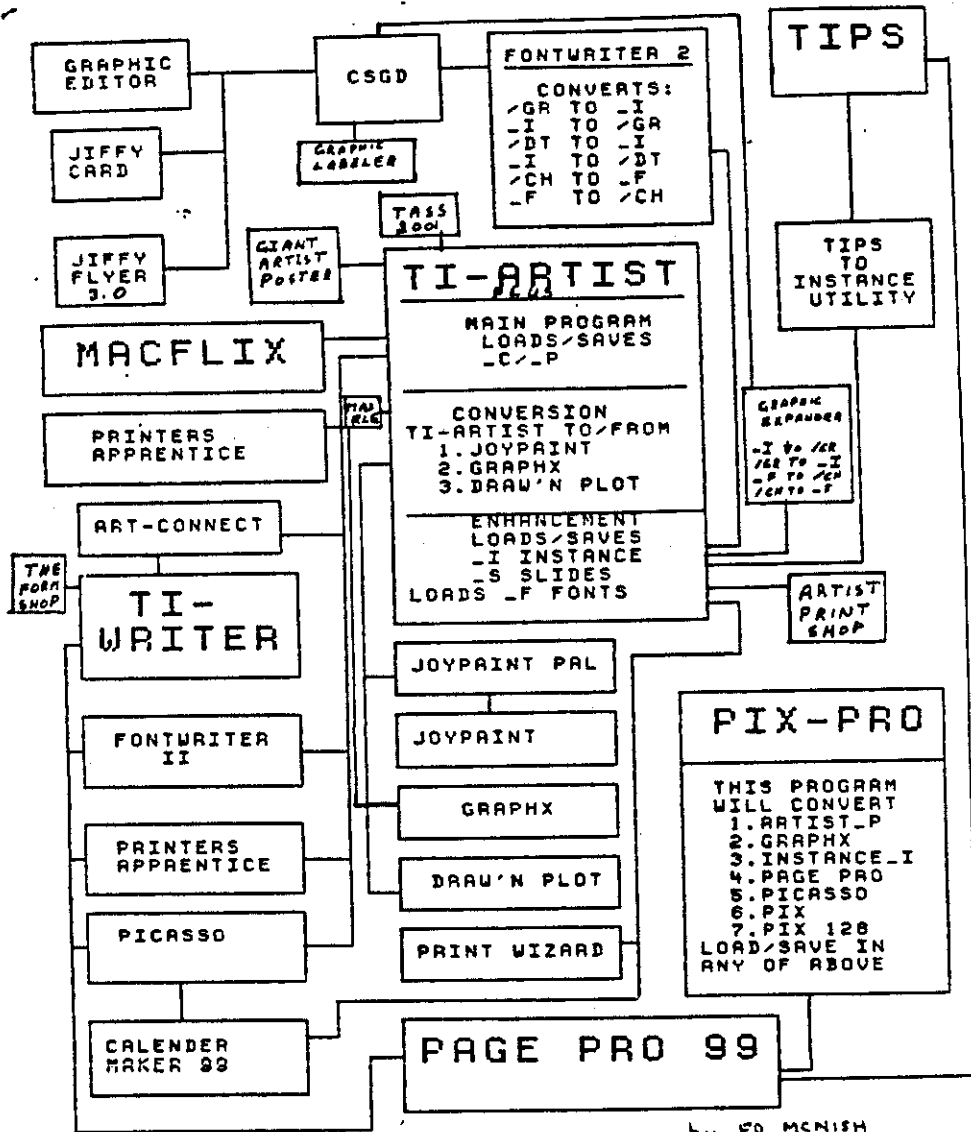 GRAPHIC
EDITOR
CSGD
FONTWRITER 2
CONVERTS:
/GR TO _I
_I TO /GR
/DT TO _I
_I TO /DT
/CH TO _F
_F TO /CH
TIPS
JIFFY
CARD
GRAPHIC
LABELER
JIFFY
FLYER
3.0
GIANT
ARTIST
POSTER
TASS
TI-ARTIST
PLUS
MAIN PROGRAM
LOADS/SAVES
_C/_P
CONVERSION
TI-ARTIST TO/FROM
1.JOYPAINT
2.GRAPHX
3.DRAW'N PLOT
ENHANCEMENT
LOADS/SAVES
_I INSTANCE
_S SLIDES
LOADS _F FONTS
TIPS
TO
INSTANCE
UTILITY
MACFLIX
PRINTERS
APPRENTICE
GRAPHIC
EXPANDER
_I to /GR
/GR TO _I
_F TO /CH
/CH TO _F
ART-CONNECT
THE
FORM
SHOP
TI-
WRITER
ARTIST
PRINT
SHOP
JOYPAINT PAL
JOYPAINT
GRAPHX
DRAW'N PLOT
PRINT WIZARD
FONTWRITER
II
PRINTERS
APPRENTICE
PICASSO
CALENDER
MAKER 99
PIX-PRO
THIS PROGRAM
WILL CONVERT
1.ARTIST_P
2.GRAPHX
3.INSTANCE_I
4.PAGE PRO
5.PICASSO
6.PIX
7.PIX 128
LOAD/SAVE IN
ANY OF ABOVE
PAGE PRO 99
by ED MCNISH